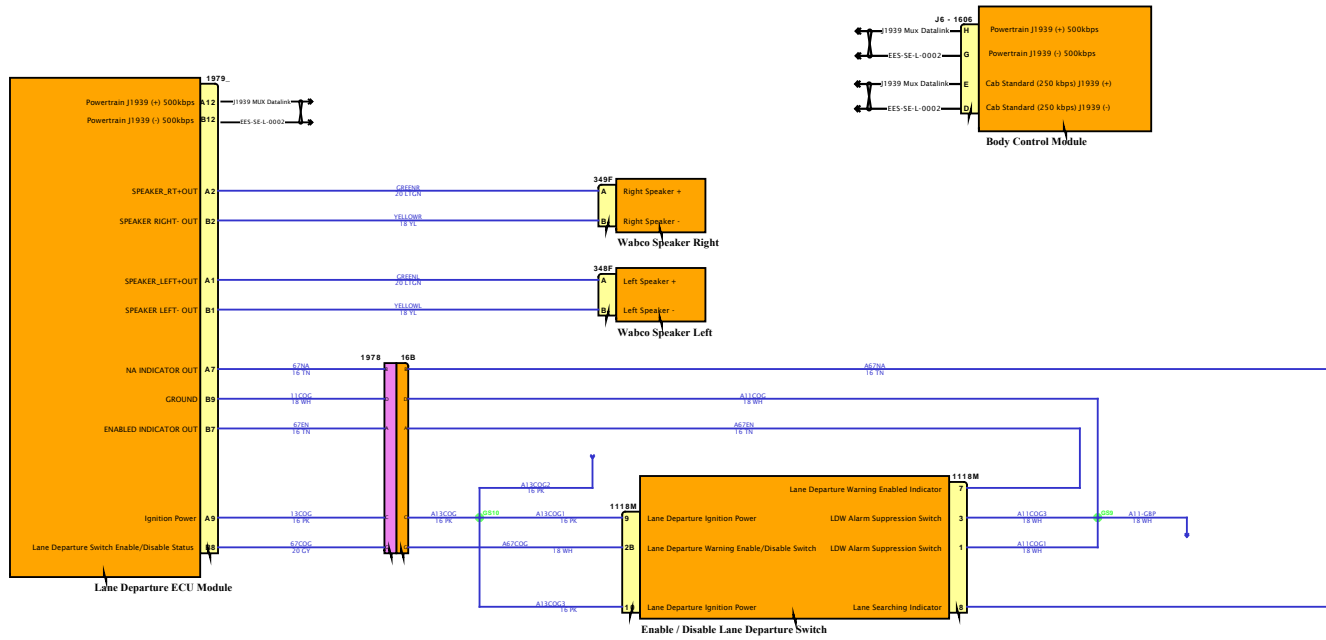 J6 - 1606
J1939 Mux Datalink H Powertrain J1939 (+) 500kbps
EES-SE-L-0002 G Powertrain J1939 (-) 500kbps
J1939 Mux Datalink E Cab Standard (250 kbps) J1939 (+)
EES-SE-L-0002 D Cab Standard (250 kbps) J1939 (-)
Body Control Module
1979_
Powertrain J1939 (+) 500kbps A12 J1939 MUX Datalink
Powertrain J1939 (-) 500kbps B12 EES-SE-L-0002
349F
SPEAKER_RT+OUT A2 GREENR A Right Speaker +
20 LTGN
SPEAKER RIGHT- OUT B2 YELLOWR B Right Speaker -
18 YL
Wabco Speaker Right
348F
SPEAKER_LEFT+OUT A1 GREENL A Left Speaker +
20 LTGN
SPEAKER LEFT- OUT B1 YELLOWL B Left Speaker -
18 YL
Wabco Speaker Left
1978 16B
NA INDICATOR OUT A7 67NA A67NA
16 TN 16 TN
GROUND B9 11COG D D A11COG
18 WH 18 WH
ENABLED INDICATOR OUT B7 67EN A A A67EN
16 TN 16 TN
1118M
Lane Departure Warning Enabled Indicator 7
A13COG2
16 PK
1118M
Ignition Power A9 13COG C C A13COG A13COG1 9 Lane Departure Ignition Power LDW Alarm Suppression Switch 3 A11COG3 A11-GBP
16 PK 16 PK 16 PK 18 WH 18 WH
Lane Departure Switch Enable/Disable Status 67COG A67COG 2B Lane Departure Warning Enable/Disable Switch LDW Alarm Suppression Switch 1 A11COG1
20 GY 18 WH 18 WH
A13COG3 10 Lane Departure Ignition Power Lane Searching Indicator 8
16 PK
Lane Departure ECU Module
Enable / Disable Lane Departure Switch